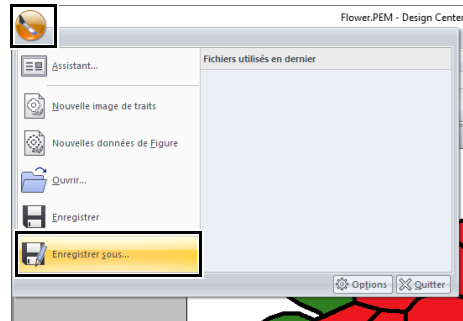 Flower.PEM - Design Center
Fichiers utilisés en dernier
Assistant...
Nouvelle image de traits
Nouvelles données de Figure
Ouvrir...
Enregistrer
Enregistrer sous...
Options
Quitter